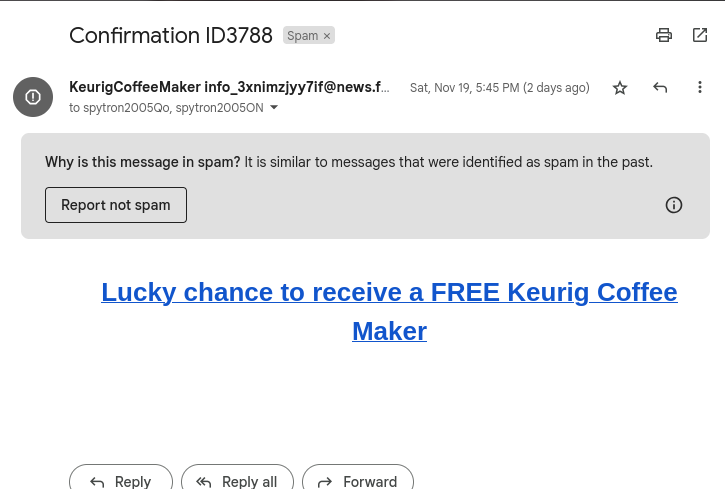 Confirmation ID3788 Spam ×
KeurigCoffeeMaker info_3xnimzjyy7if@news.f... Sat, Nov 19, 5:45 PM (2 days ago)
to spytron2005Qo, spytron2005ON
Why is this message in spam? It is similar to messages that were identified as spam in the past.
Report not spam
Lucky chance to receive a FREE Keurig Coffee
Maker
Reply Reply all Forward